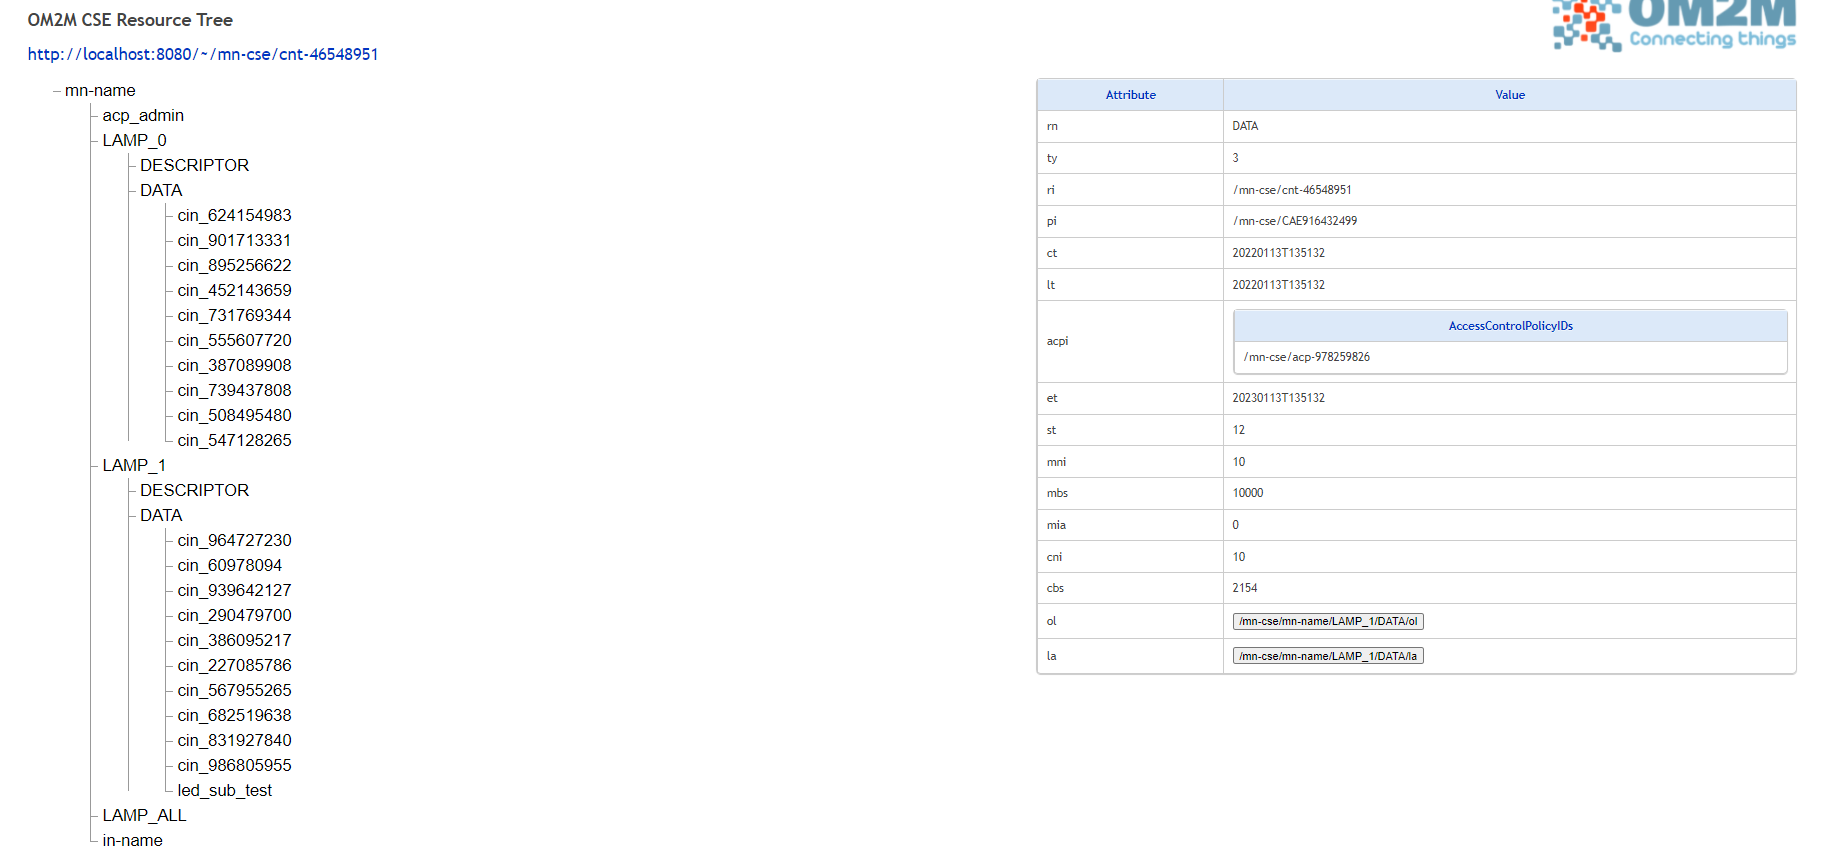 OM2M CSE Resource Tree
OM2M
Connecting things
http://localhost:8080/~/mn-cse/cnt-46548951
mn-name
acp_admin
LAMP_0
DESCRIPTOR
DATA
cin_624154983
cin_901713331
cin_895256622
cin_452143659
cin_731769344
cin_555607720
cin_387089908
cin_739437808
cin_508495480
cin_547128265
LAMP_1
DESCRIPTOR
DATA
cin_964727230
cin_60978094
cin_939642127
cin_290479700
cin_386095217
cin_227085786
cin_567955265
cin_682519638
cin_831927840
cin_986805955
led_sub_test
LAMP_ALL
in-name
Attribute Value
rn DATA
ty 3
ri /mn-cse/cnt-46548951
pi /mn-cse/CAE916432499
ct 20220113T135132
lt 20220113T135132
acpi
AccessControlPolicyIDs
/mn-cse/acp-978259826
et 20230113T135132
st 12
mni 10
mbs 10000
mia 0
cni 10
cbs 2154
ol /mn-cse/mn-name/LAMP_1/DATA/ol
la /mn-cse/mn-name/LAMP_1/DATA/la